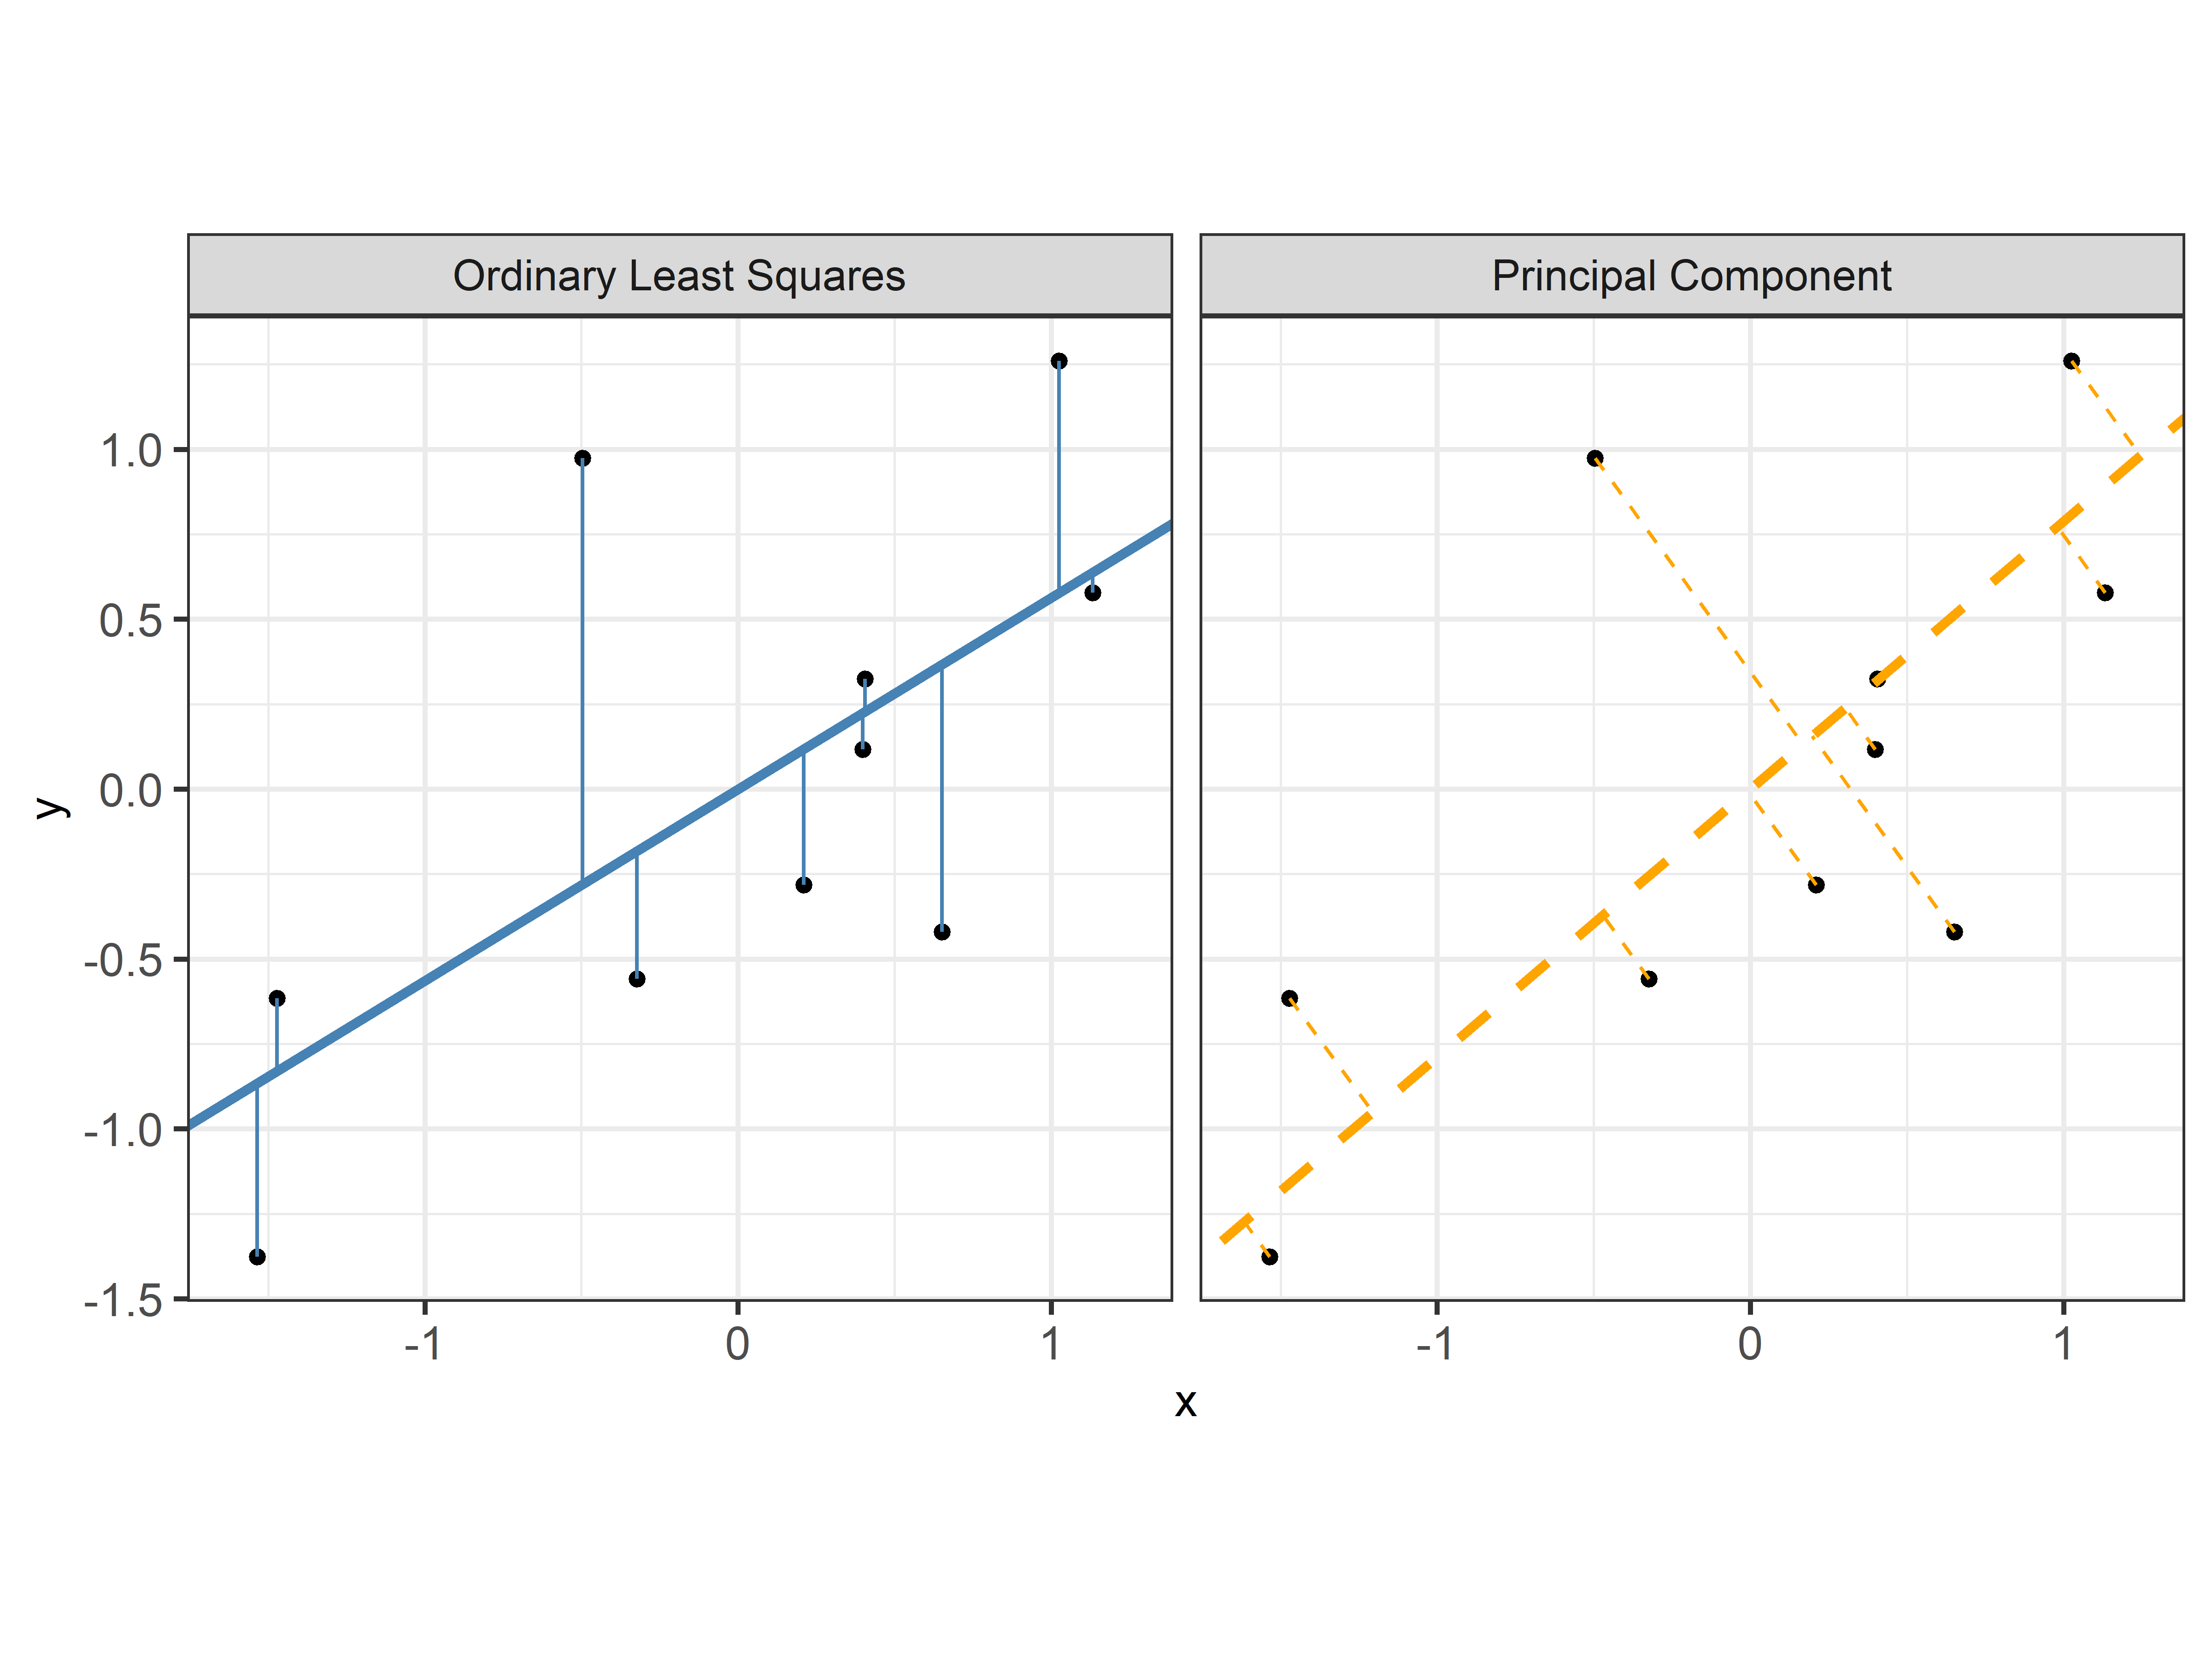 Ordinary Least Squares
Principal Component
1.0
0.5
0.0
-0.5
-1.0
-1.5
y
-1 0 1
-1 0 1
x